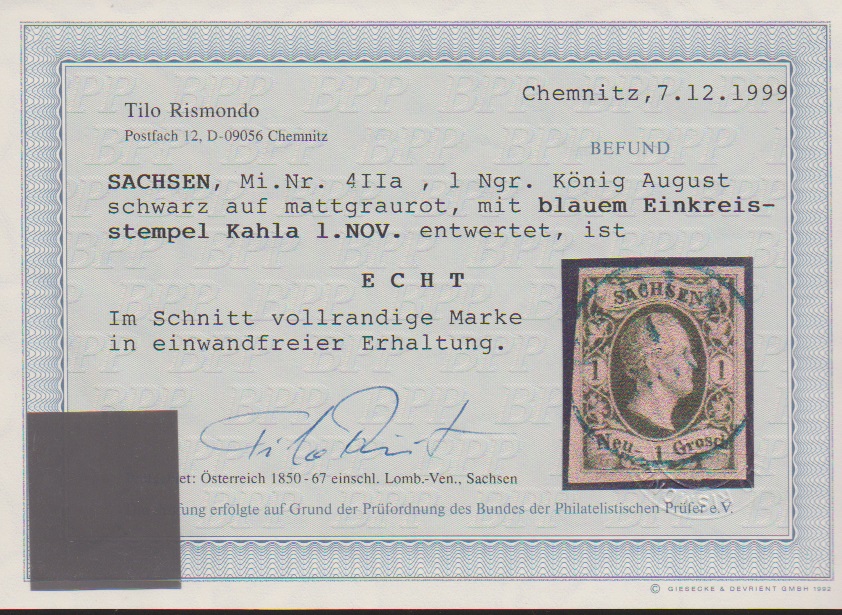 Chemnitz,7.12.1999
Tilo Rismondo
Postfach 12, D-09056 Chemnitz
BEFUND
SACHSEN, Mi.Nr. 4IIa , 1 Ngr. König August
schwarz auf mattgraurot, mit blauem Einkreis-
stempel Kahla 1.NOV. entwertet, ist
E C H T
Im Schnitt vollrandige Marke
in einwandfreier Erhaltung.
SACHSEN
1 1
Neu- 1 Grosch
Tilo Rismondo
et: Österreich 1850-67 einschl. Lomb.-Ven., Sachsen
fung erfolgte auf Grund der Prüfordnung des Bundes der Philatelistischen Prüfer e.V.
© GIESECKE & DEVRIENT GMBH 1992